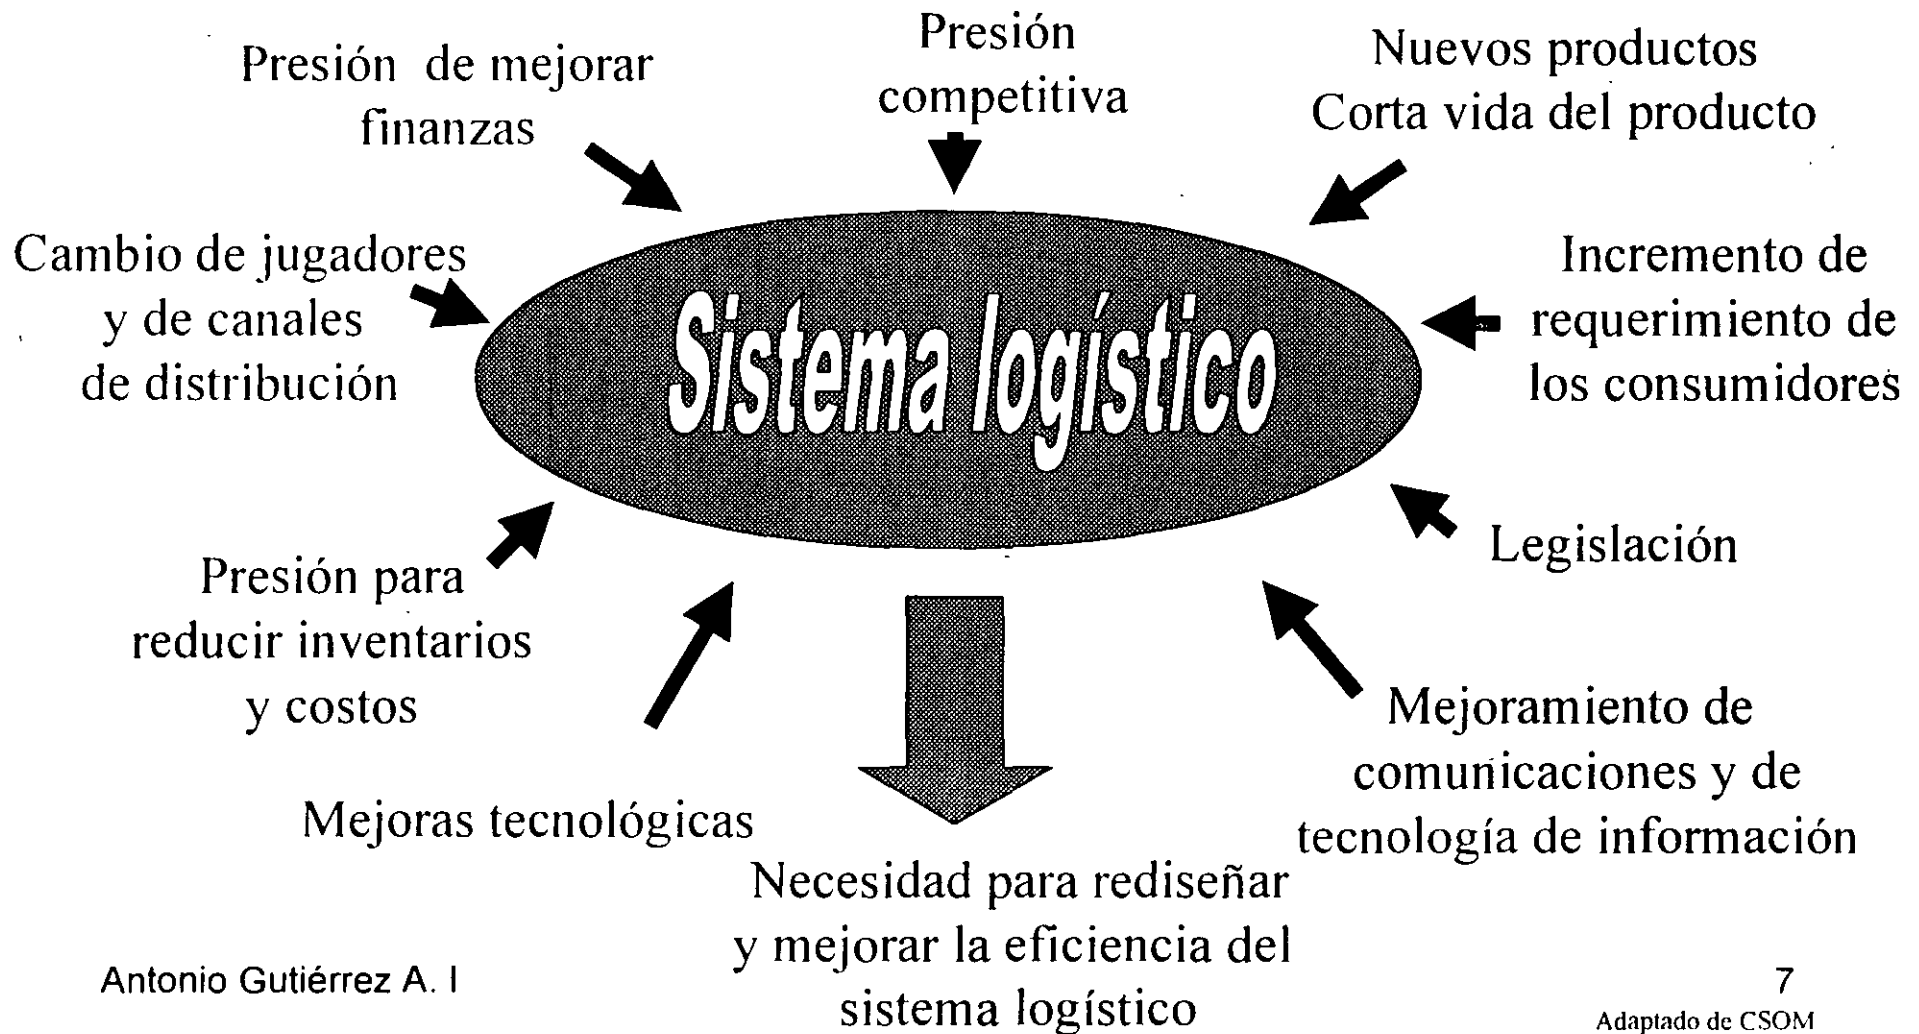 Presión de mejorar
finanzas
Presión
competitiva
Nuevos productos
Corta vida del producto
Cambio de jugadores
y de canales
de distribución
Sistema logístico
Incremento de
requerimiento de
los consumidores
Presión para
reducir inventarios
y costos
Legislación
Mejoras tecnológicas
Mejoramiento de
comunicaciones y de
tecnología de información
Necesidad para rediseñar
y mejorar la eficiencia del
sistema logístico
Antonio Gutiérrez A. I
7
Adaptado de CSOM